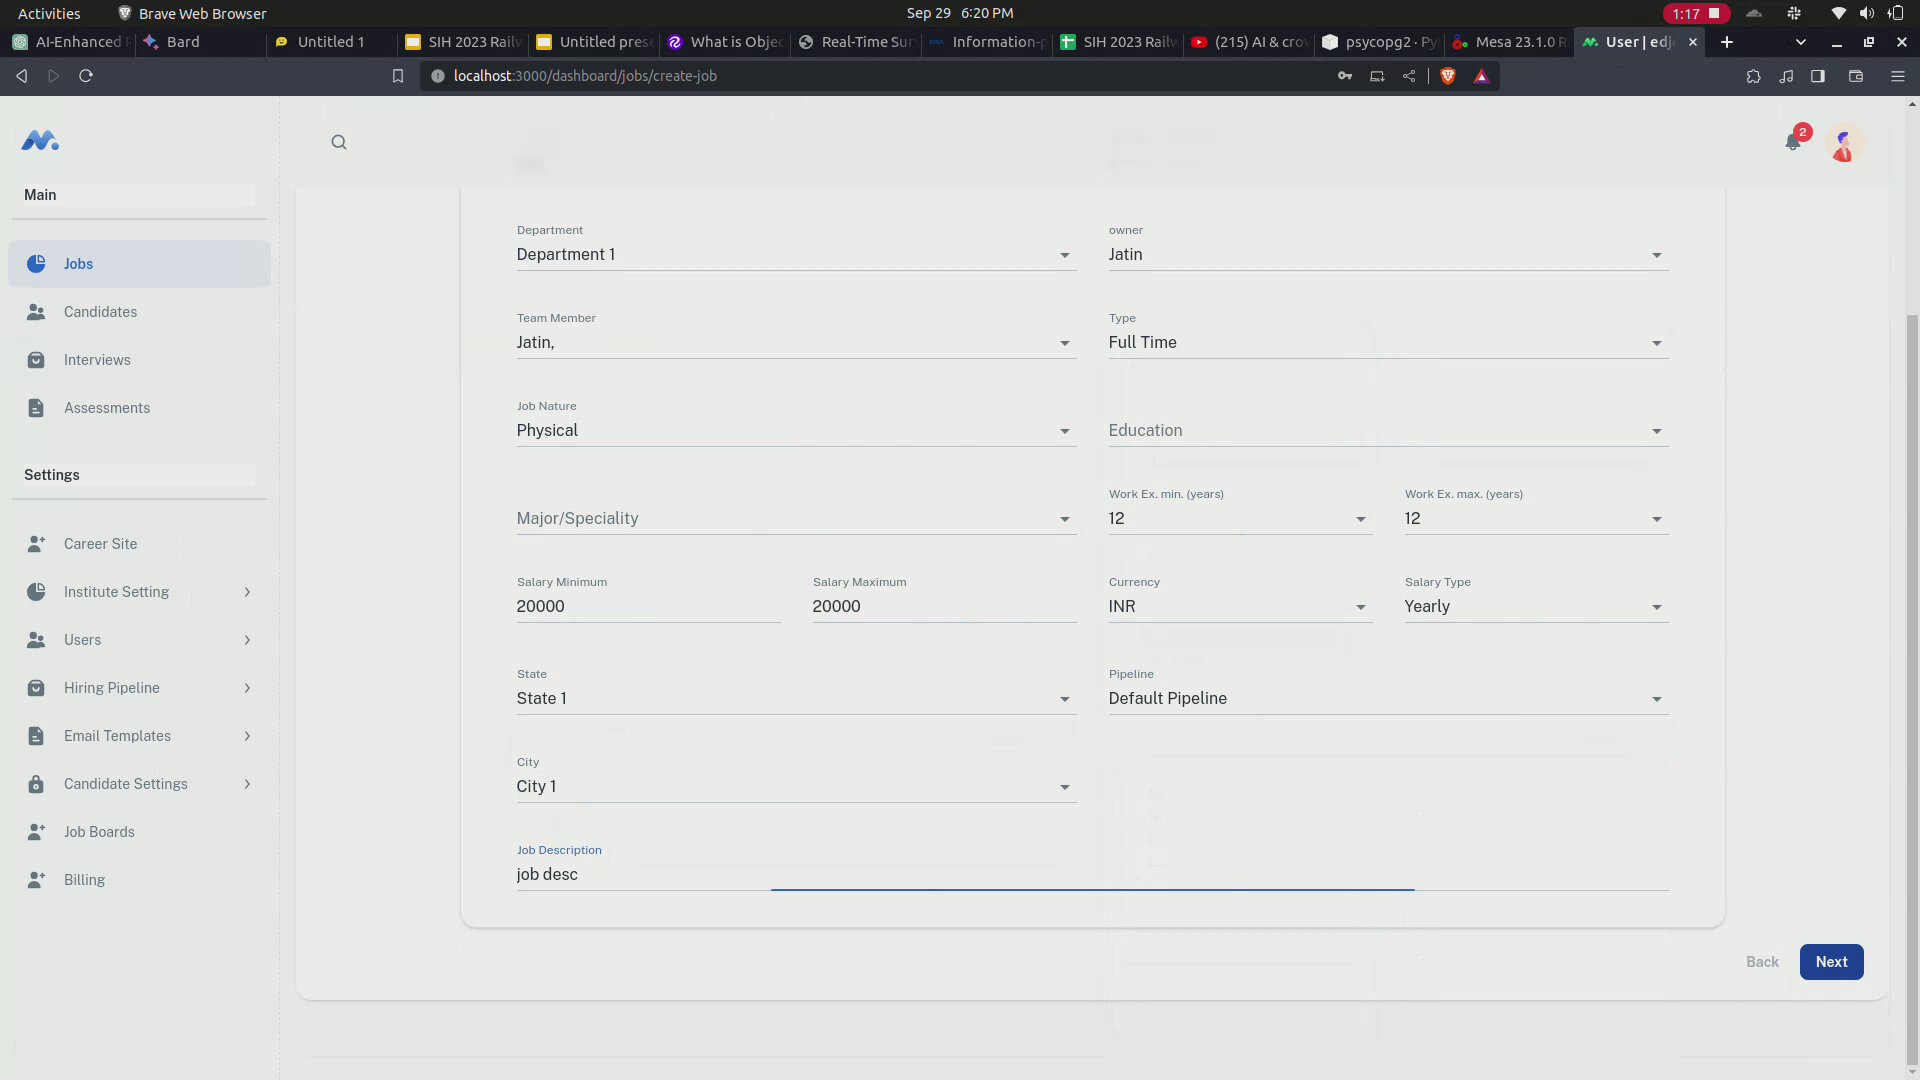 Activities
Brave Web Browser
Sep 29 6:20 PM
1:17
AI-Enhanced
Bard
Untitled 1
SIH 2023 Railw
Untitled prese
What is Objec
Real-Time Sur
Information-p
SIH 2023 Railw
(215) AI & crow
psycopg2 · Py
Mesa 23.1.0 R
User | edj
localhost:3000/dashboard/jobs/create-job
2
Main
Jobs
Candidates
Interviews
Assessments
Settings
Career Site
Institute Setting
Users
Hiring Pipeline
Email Templates
Candidate Settings
Job Boards
Billing
Department
Department 1
owner
Jatin
Team Member
Jatin,
Type
Full Time
Job Nature
Physical
Education
Major/Speciality
Work Ex. min. (years)
12
Work Ex. max. (years)
12
Salary Minimum
20000
Salary Maximum
20000
Currency
INR
Salary Type
Yearly
State
State 1
Pipeline
Default Pipeline
City
City 1
Job Description
job desc
Back
Next